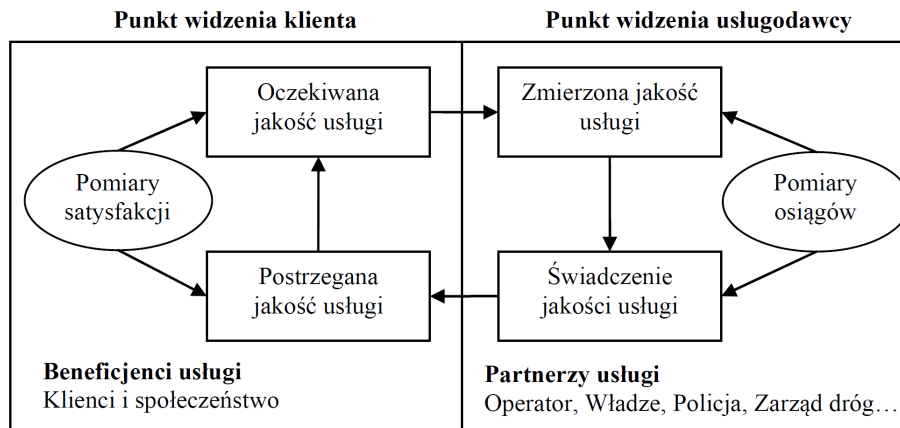 Punkt widzenia klienta
Punkt widzenia usługodawcy
Oczekiwana
jakość usługi
Zmierzona jakość
usługi
Pomiary
satysfakcji
Pomiary
osiągów
Postrzegana
jakość usługi
Świadczenie
jakości usługi
Beneficjenci usługi
Klienci i społeczeństwo
Partnerzy usługi
Operator, Władze, Policja, Zarząd dróg…